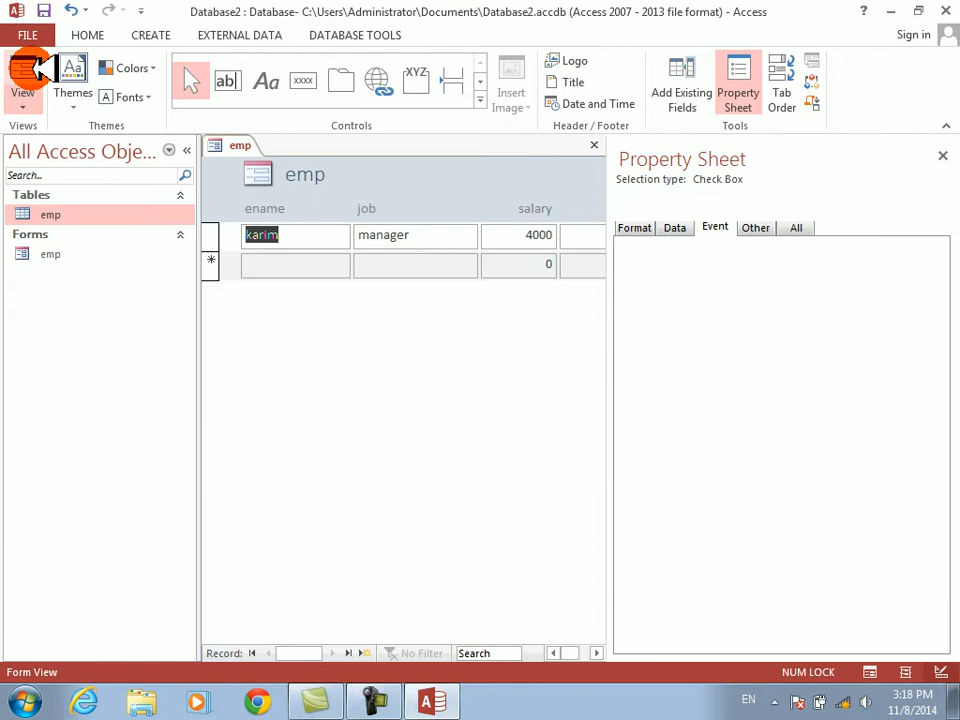 Database2 : Database- C:\Users\Administrator\Documents\Database2.accdb (Access 2007 - 2013 file format) - Access
FILE HOME CREATE EXTERNAL DATA DATABASE TOOLS Sign in
View
Views
Themes
Colors
Fonts
Themes
ab|
Aa
xxxx
XYZ
Controls
Insert
Image
Logo
Title
Date and Time
Header / Footer
Add Existing
Fields
Property
Sheet
Tab
Order
Tools
All Access Obje...
Search...
Tables
emp
Forms
emp
emp
emp
ename job salary
karim manager 4000
* 0
Record: No Filter Search
Property Sheet
Selection type: Check Box
Format Data Event Other All
Form View NUM LOCK
EN
3:18 PM
11/8/2014